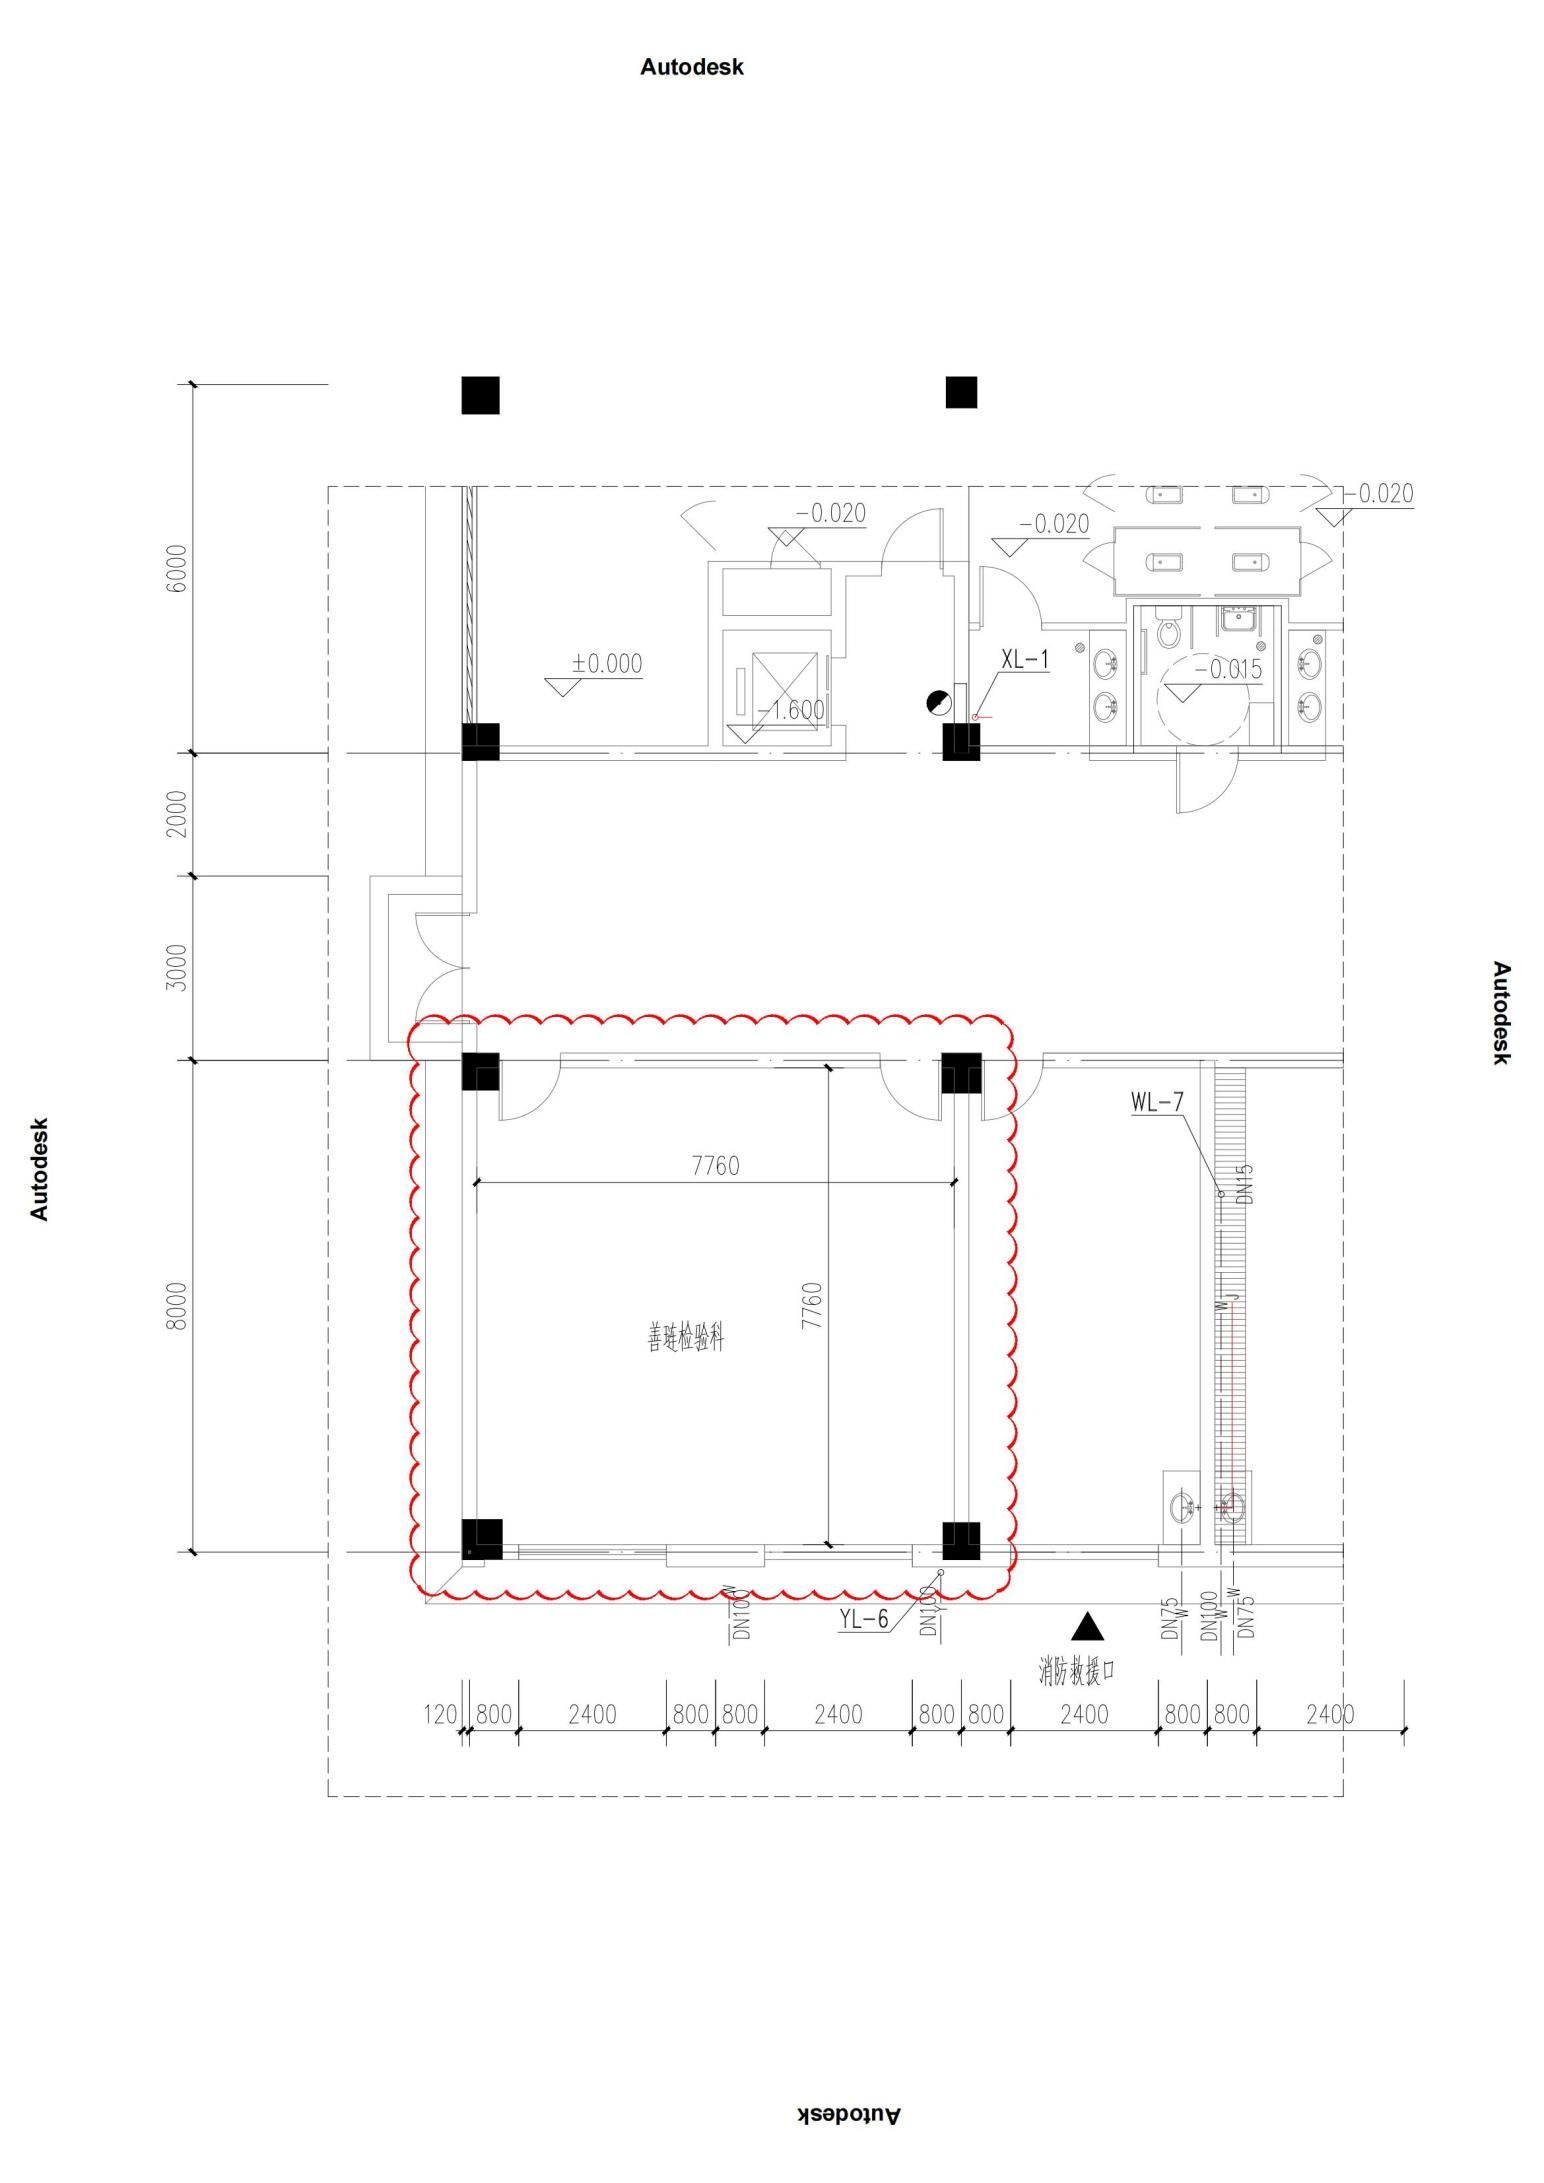 Autodesk
-0.020
-0.020
-0.020
6000
±0.000
XL-1
-0.015
-1.600
2000
3000
Autodesk
WL-7
Autodesk
7760
DN15
8000
7760
J
W
善琏检验科
W
DN100
YL-6
DN100
Y
DN75
W
DN100
W
W
DN75
消防救援口
120
800
2400
800
800
2400
800
800
2400
800
800
2400
Autodesk